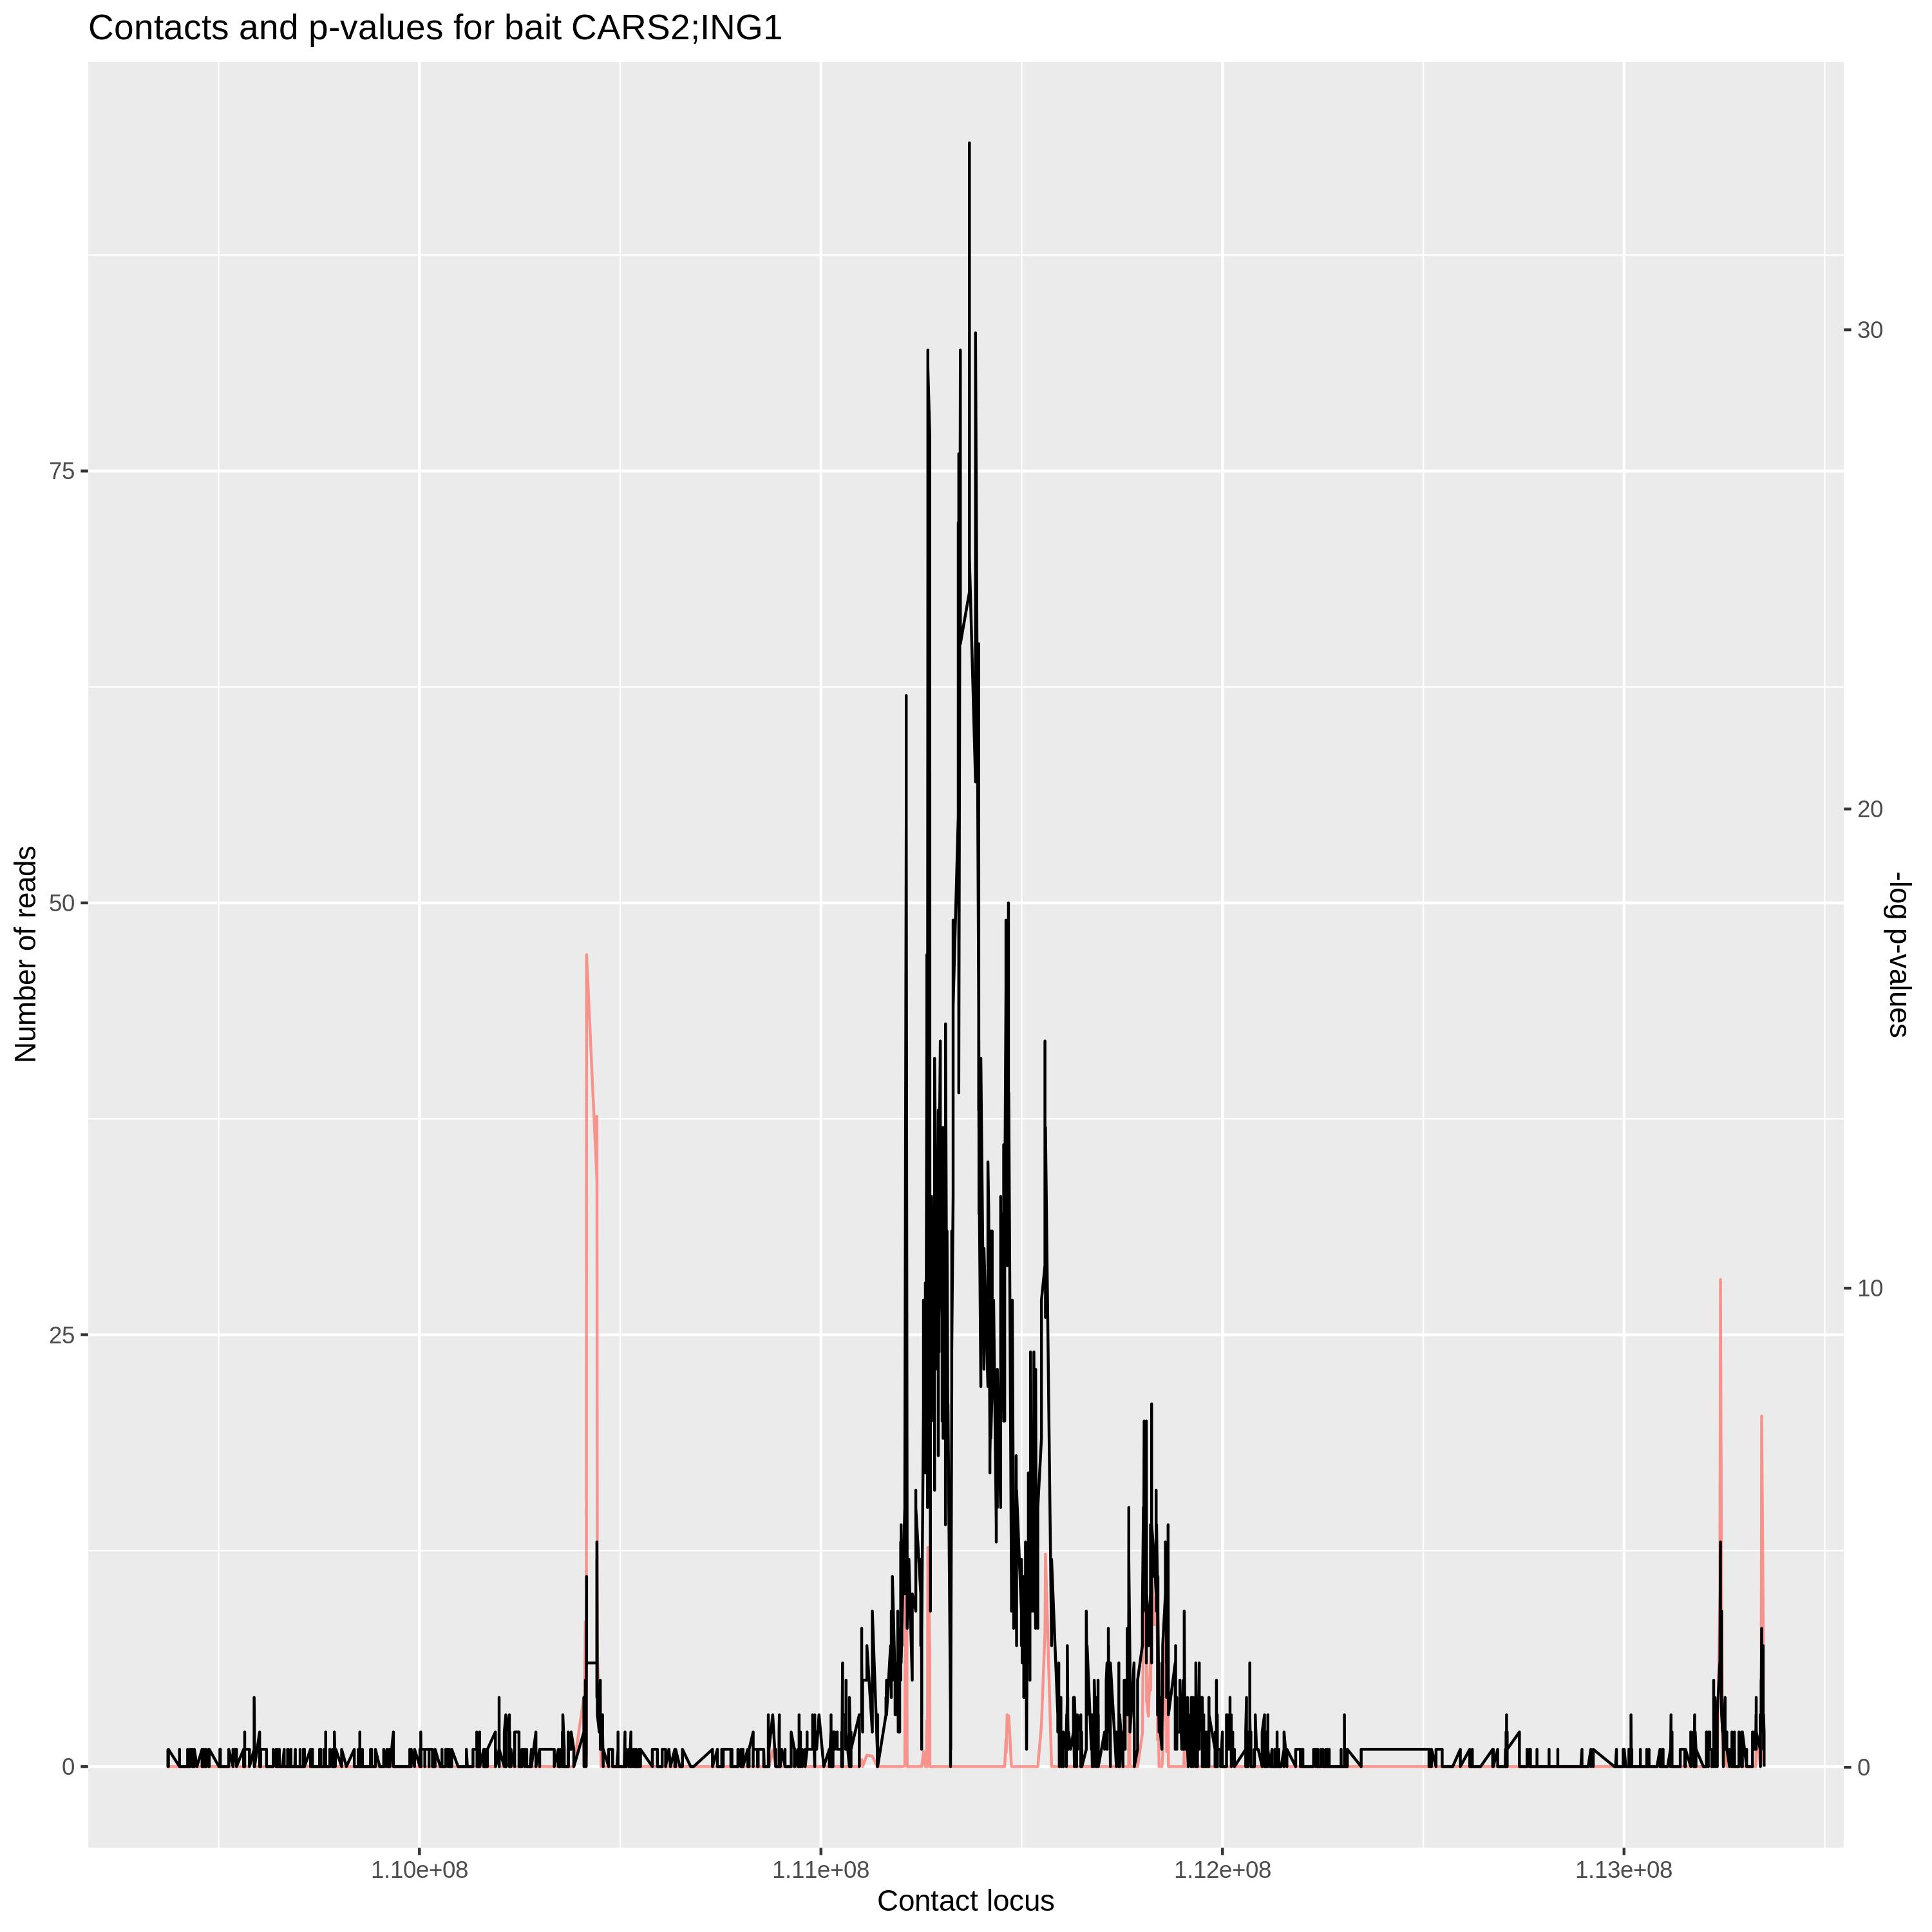 Contacts and p-values for bait CARS2;ING1
Number of reads
75
50
25
0
30
20
10
0
-log p-values
1.10e+08
1.11e+08
1.12e+08
1.13e+08
Contact locus